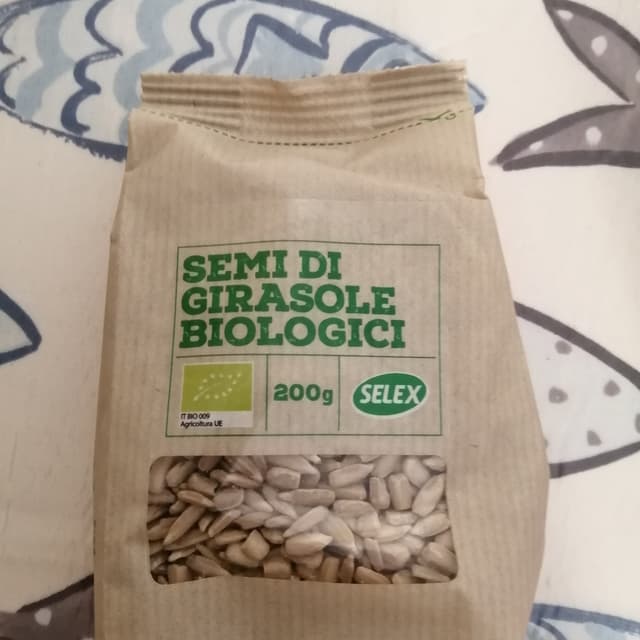 SEMI DI
GIRASOLE
BIOLOGICI
IT BIO 009
Agricoltura UE
200g
SELEX